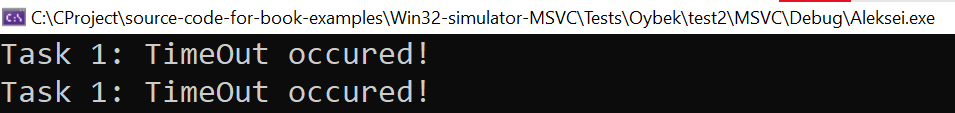 C:\CProject\source-code-for-book-examples\Win32-simulator-MSVC\Tests\Oybek\test2\MSVC\Debug\Aleksei.exe
Task 1: TimeOut occured!
Task 1: TimeOut occured!